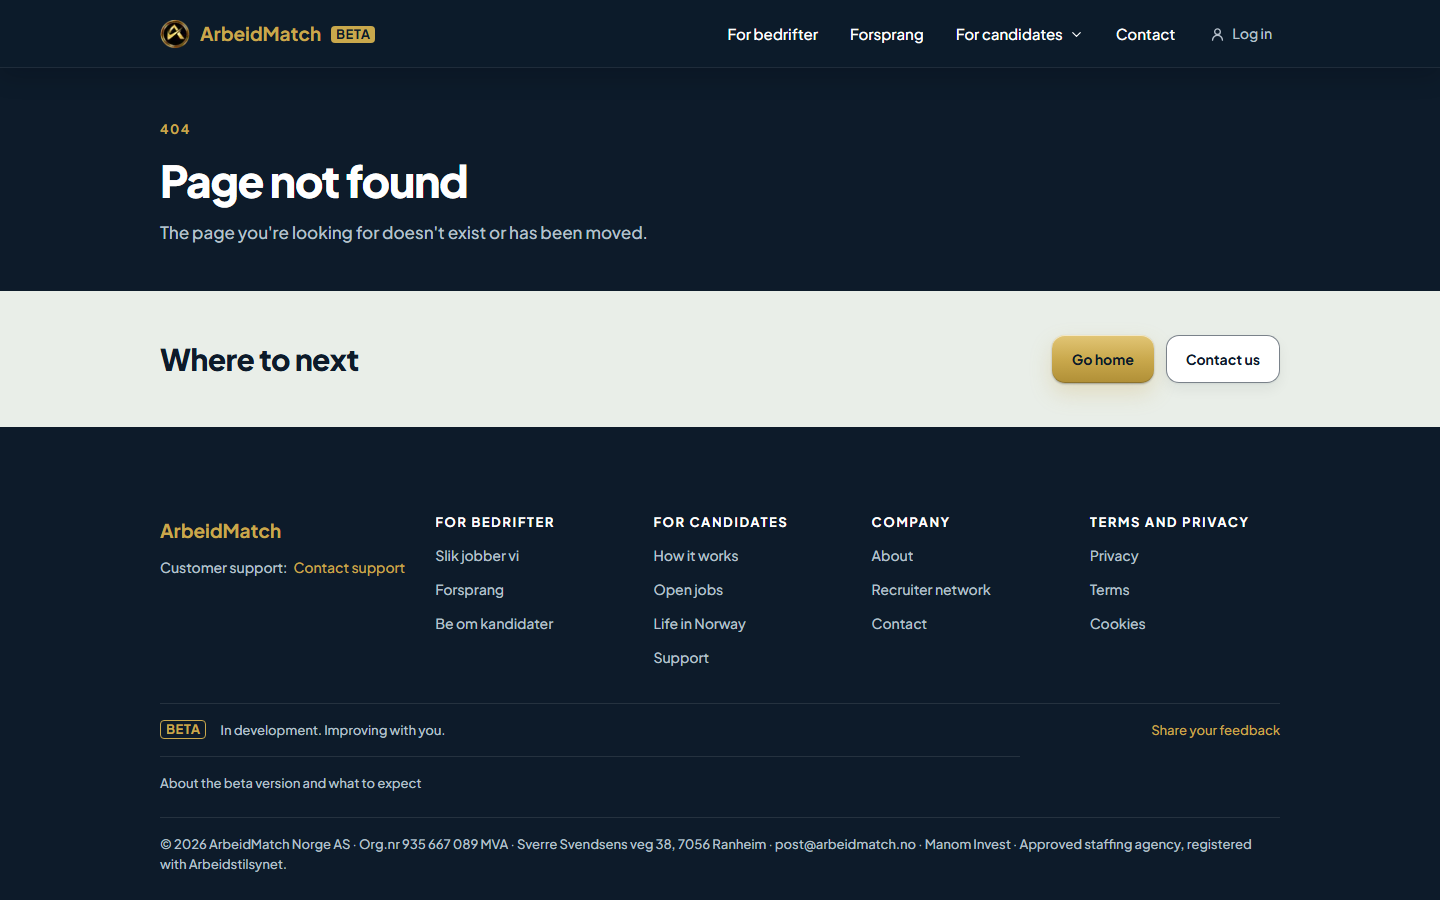 ArbeidMatch BETA
For bedrifter Forsprang For candidates Contact Log in
404
Page not found
The page you're looking for doesn't exist or has been moved.
Where to next
Go home Contact us
ArbeidMatch
Customer support: Contact support
FOR BEDRIFTER
Slik jobber vi
Forsprang
Be om kandidater
FOR CANDIDATES
How it works
Open jobs
Life in Norway
Support
COMPANY
About
Recruiter network
Contact
TERMS AND PRIVACY
Privacy
Terms
Cookies
BETA In development. Improving with you.
Share your feedback
About the beta version and what to expect
© 2026 ArbeidMatch Norge AS · Org.nr 935 667 089 MVA · Sverre Svendsens veg 38, 7056 Ranheim · post@arbeidmatch.no · Manom Invest · Approved staffing agency, registered
with Arbeidstilsynet.